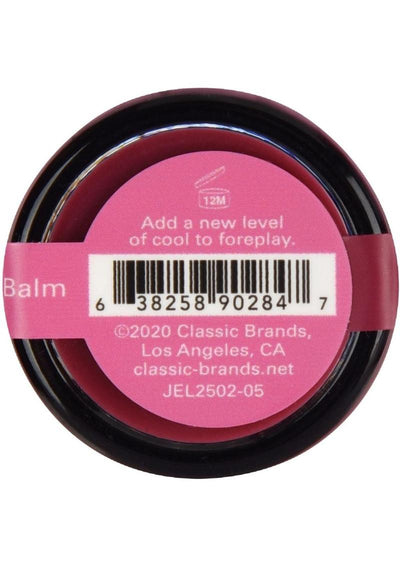 12M
Add a new level
of cool to foreplay.
Balm
6 38258 90284 7
©2020 Classic Brands,
Los Angeles, CA
classic-brands.net
JEL2502-05